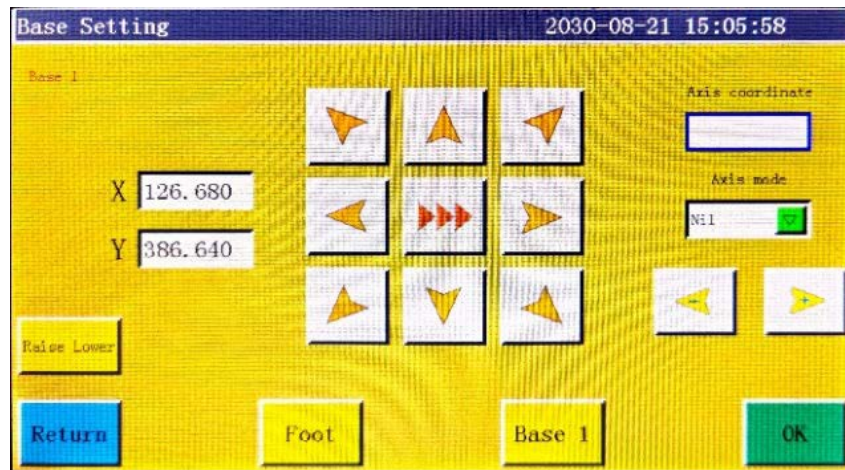 Base Setting 2030-08-21 15:05:58
Base 1
Axis coordinate
X 126.680
Axis mode
Nil
Y 386.640
- +
Raise Lower
Return Foot Base 1 OK